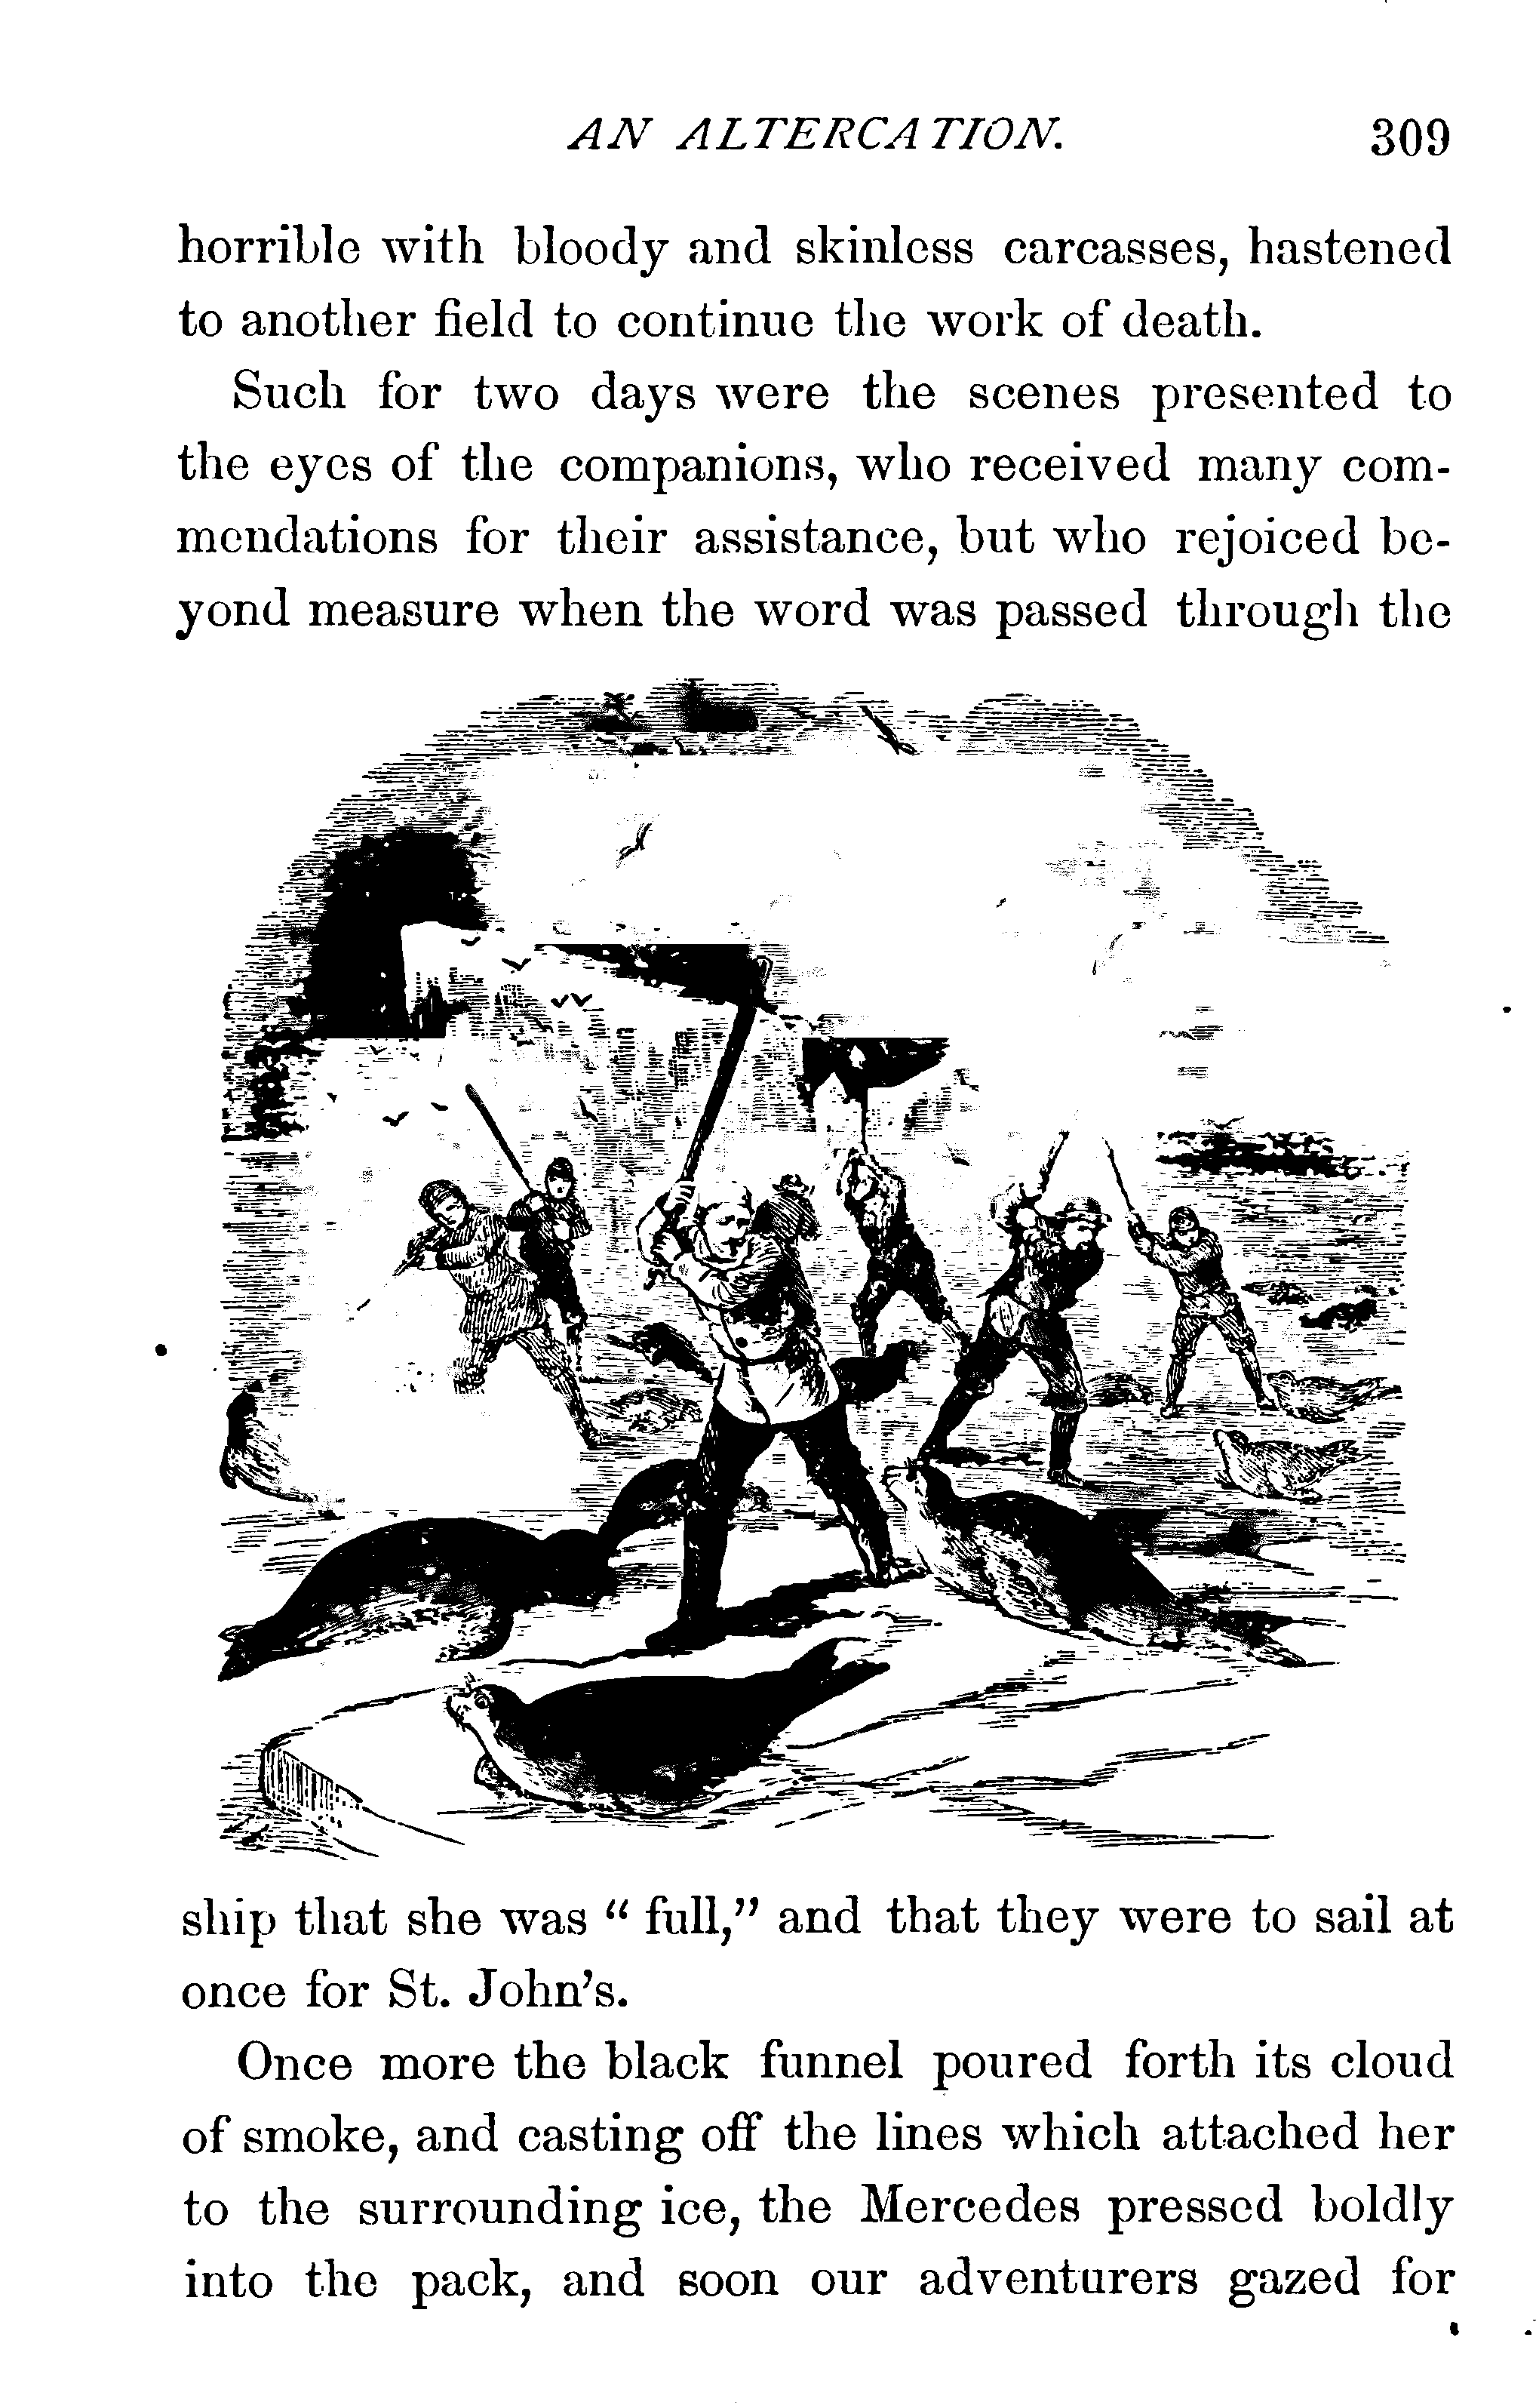 AN ALTERCATION. 309
horrible with bloody and skinless carcasses, hastened
to another field to continue the work of death.
Such for two days were the scenes presented to
the eyes of the companions, who received many com-
mendations for their assistance, but who rejoiced be-
yond measure when the word was passed through the
ship that she was “ full,” and that they were to sail at
once for St. John’s.
Once more the black funnel poured forth its cloud
of smoke, and casting off the lines which attached her
to the surrounding ice, the Mercedes pressed boldly
into the pack, and soon our adventurers gazed for